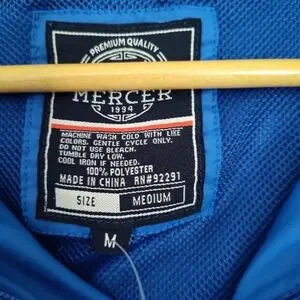 PREMIUM QUALITY
MERCER
1994
MACHINE WASH COLD WITH LIKE
COLORS. GENTLE CYCLE ONLY.
DO NOT USE BLEACH.
TUMBLE DRY LOW.
COOL IRON IF NEEDED.
100% POLYESTER
MADE IN CHINA RN#92291
SIZE MEDIUM
M